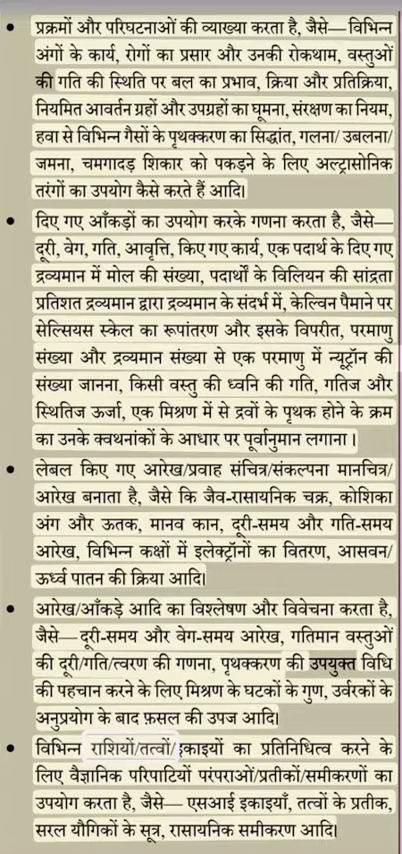 • प्रक्रमों और परिघटनाओं की व्याख्या करता है, जैसे— विभिन्न
अंगों के कार्य, रोगों का प्रसार और उनकी रोकथाम, वस्तुओं
की गति की स्थिति पर बल का प्रभाव, क्रिया और प्रतिक्रिया,
नियमित आवर्तन ग्रहों और उपग्रहों का घूमना, संरक्षण का नियम,
हवा से विभिन्न गैसों के पृथक्करण का सिद्धांत, गलना/ उबलना/
जमना, चमगादड़ शिकार को पकड़ने के लिए अल्ट्रासोनिक
तरंगों का उपयोग कैसे करते हैं आदि।
• दिए गए आँकड़ों का उपयोग करके गणना करता है, जैसे—
दूरी, वेग, गति, आवृत्ति, किए गए कार्य, एक पदार्थ के दिए गए
द्रव्यमान में मोल की संख्या, पदार्थों के विलियन की सांद्रता
प्रतिशत द्रव्यमान द्वारा द्रव्यमान के संदर्भ में, केल्विन पैमाने पर
सेल्सियस स्केल का रूपांतरण और इसके विपरीत, परमाणु
संख्या और द्रव्यमान संख्या से एक परमाणु में न्यूट्रॉन की
संख्या जानना, किसी वस्तु की ध्वनि की गति, गतिज और
स्थितिज ऊर्जा, एक मिश्रण में से द्रवों के पृथक होने के क्रम
का उनके क्वथनांकों के आधार पर पूर्वानुमान लगाना ।
• लेबल किए गए आरेख/प्रवाह संचित्र/संकल्पना मानचित्र/
आरेख बनाता है, जैसे कि जैव-रासायनिक चक्र, कोशिका
अंग और ऊतक, मानव कान, दूरी-समय और गति-समय
आरेख, विभिन्न कक्षों में इलेक्ट्रॉनों का वितरण, आसवन/
ऊर्ध्व पातन की क्रिया आदि।
• आरेख/आँकड़े आदि का विश्लेषण और विवेचना करता है,
जैसे— दूरी-समय और वेग-समय आरेख, गतिमान वस्तुओं
की दूरी/गति/त्वरण की गणना, पृथक्करण की उपयुक्त विधि
की पहचान करने के लिए मिश्रण के घटकों के गुण, उर्वरकों के
अनुप्रयोग के बाद फ़सल की उपज आदि।
• विभिन्न राशियों/तत्वों/इकाइयों का प्रतिनिधित्व करने के
लिए वैज्ञानिक परिपाटियों परंपराओं/प्रतीकों/समीकरणों का
उपयोग करता है, जैसे— एसआई इकाइयाँ, तत्वों के प्रतीक,
सरल यौगिकों के सूत्र, रासायनिक समीकरण आदि।